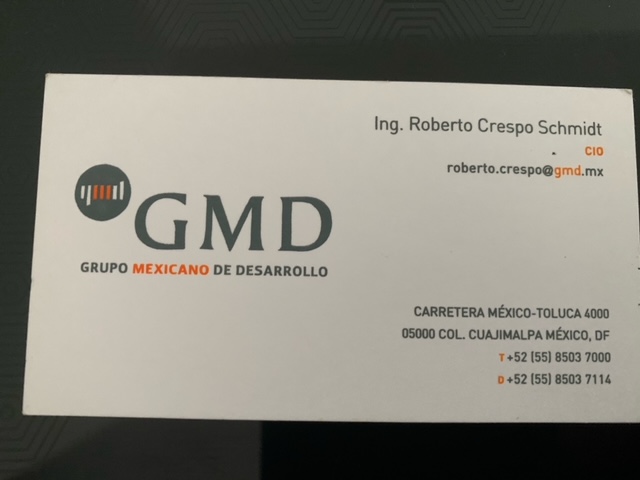 Ing. Roberto Crespo Schmidt
CIO
roberto.crespo@gmd.mx
GMD
GRUPO MEXICANO DE DESARROLLO
CARRETERA MÉXICO-TOLUCA 4000
05000 COL. CUAJIMALPA MÉXICO, DF
T +52 (55) 8503 7000
D +52 (55) 8503 7114